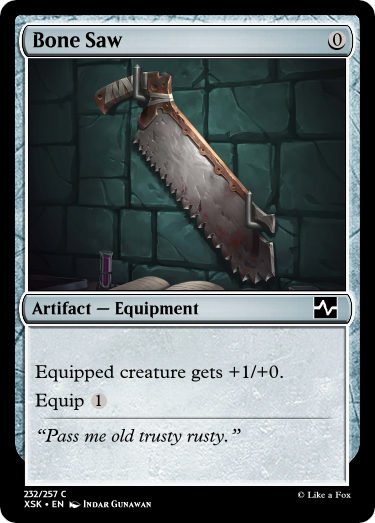 Bone Saw 0
Artifact — Equipment
Equipped creature gets +1/+0.
Equip 1
“Pass me old trusty rusty.”
232/257 C
XSK • EN Indar Gunawan
© Like a Fox